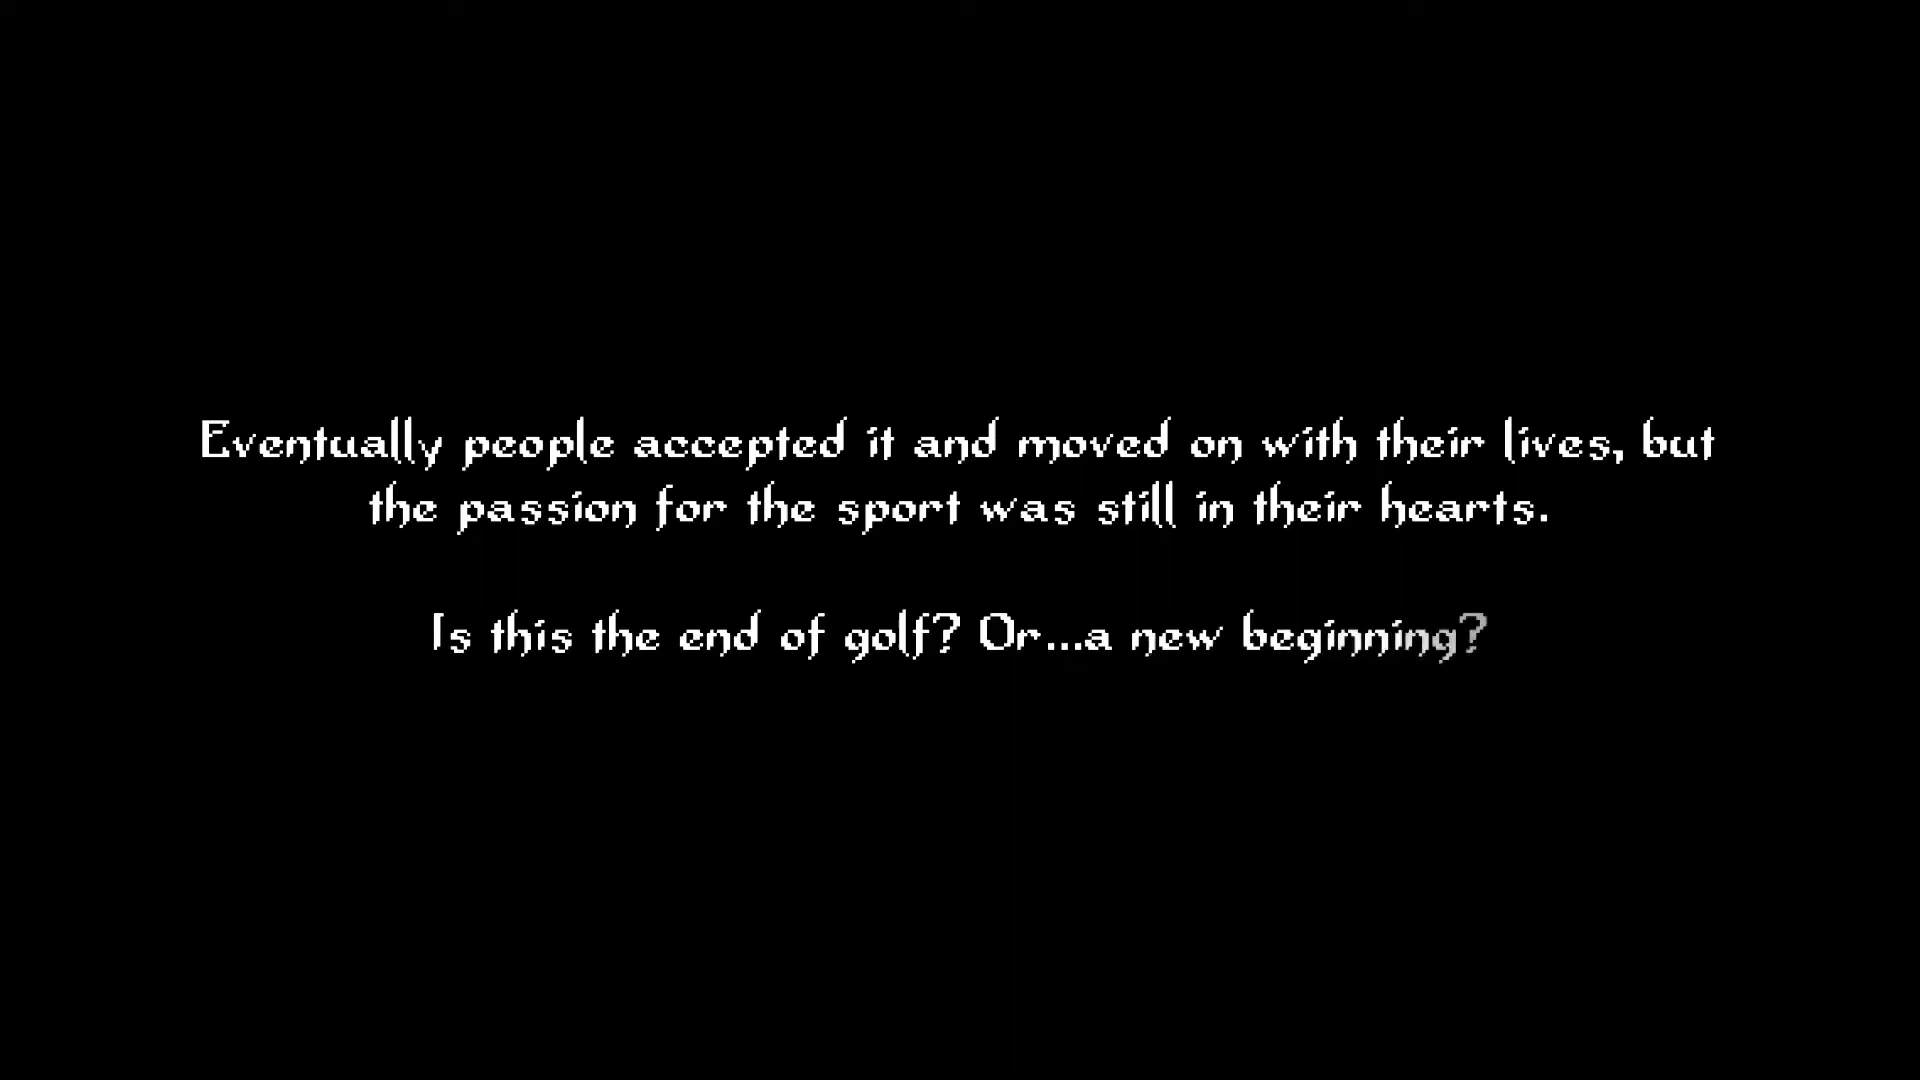 Eventually people accepted it and moved on with their lives, but
the passion for the sport was still in their hearts.
Is this the end of golf? Or...a new beginning?